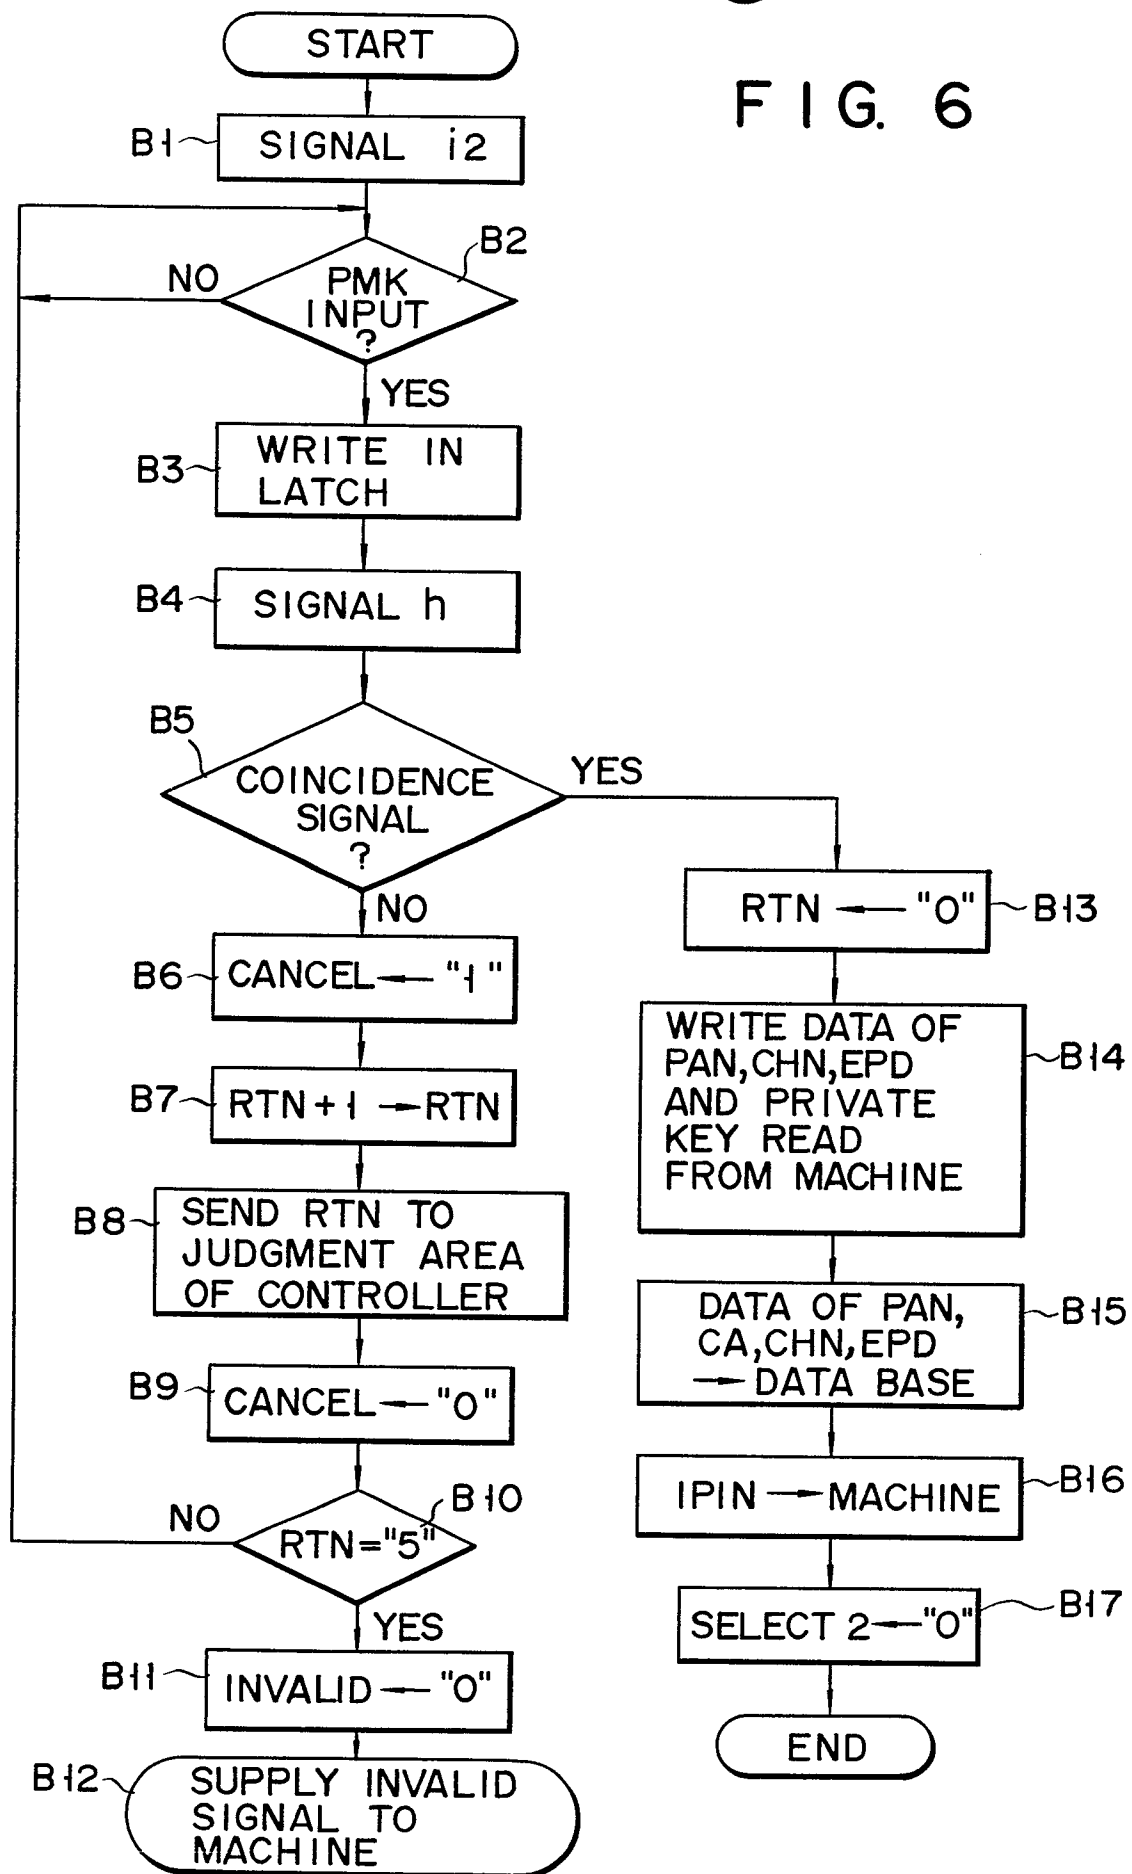 START
FIG. 6
B1
SIGNAL i2
B2
NO
PMK
INPUT
?
YES
B3
WRITE IN
LATCH
B4
SIGNAL h
B5
COINCIDENCE
SIGNAL
?
YES
NO
B6
CANCEL ← "1"
B7
RTN + 1 → RTN
B8
SEND RTN TO
JUDGMENT AREA
OF CONTROLLER
B9
CANCEL ← "0"
B10
NO
RTN = "5"
YES
B11
INVALID ← "0"
B12
SUPPLY INVALID
SIGNAL TO
MACHINE
RTN ← "0"
B13
WRITE DATA OF
PAN, CHN, EPD
AND PRIVATE
KEY READ
FROM MACHINE
B14
DATA OF PAN,
CA, CHN, EPD
→ DATA BASE
B15
IPIN → MACHINE
B16
SELECT 2 ← "0"
B17
END